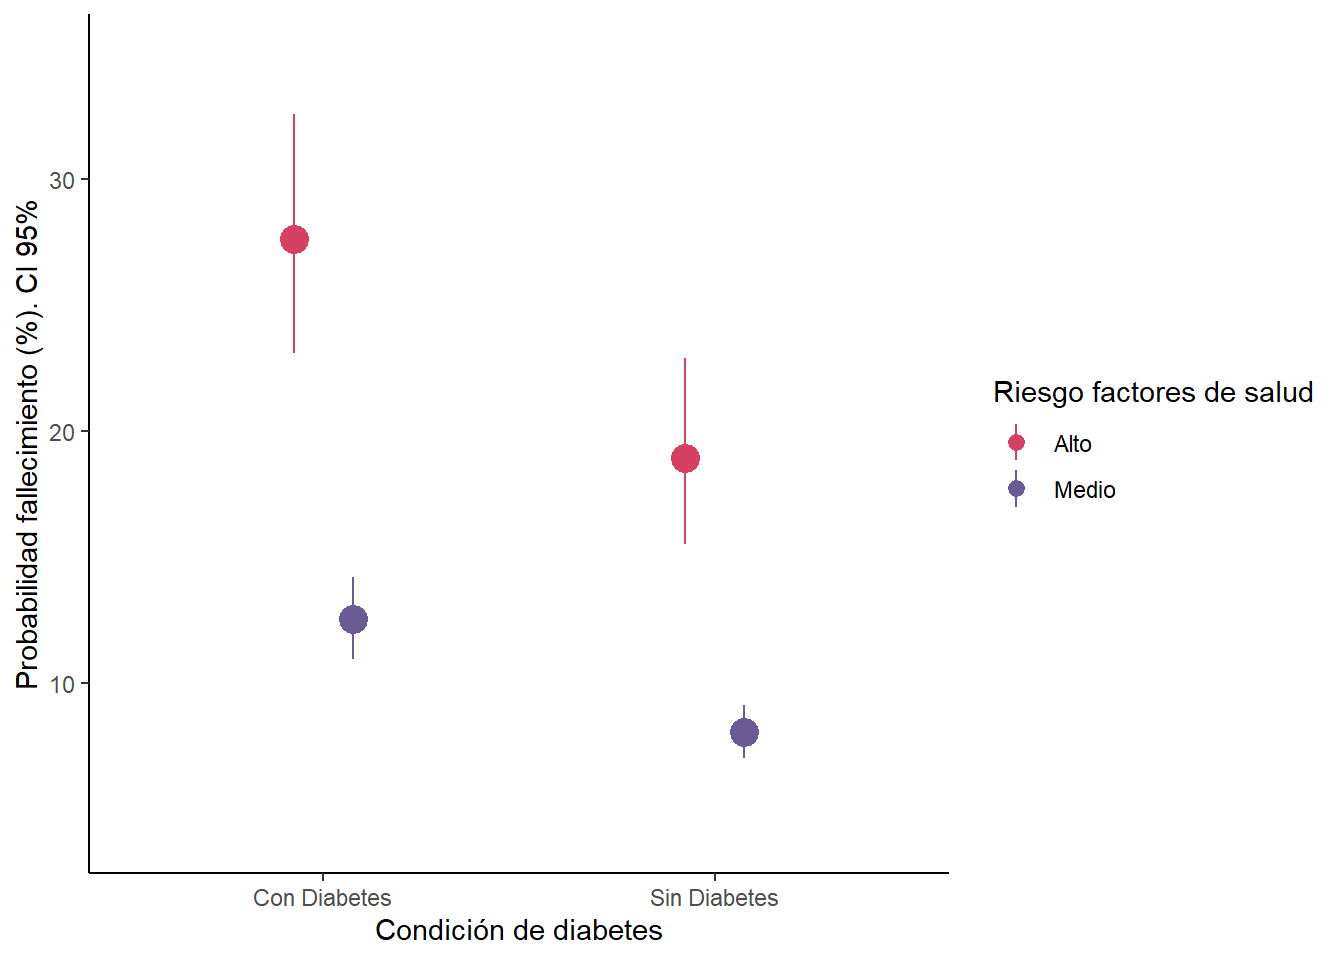 Probabilidad fallecimiento (%). CI 95%
30
20
10
Con Diabetes
Sin Diabetes
Condición de diabetes
Riesgo factores de salud
Alto
Medio